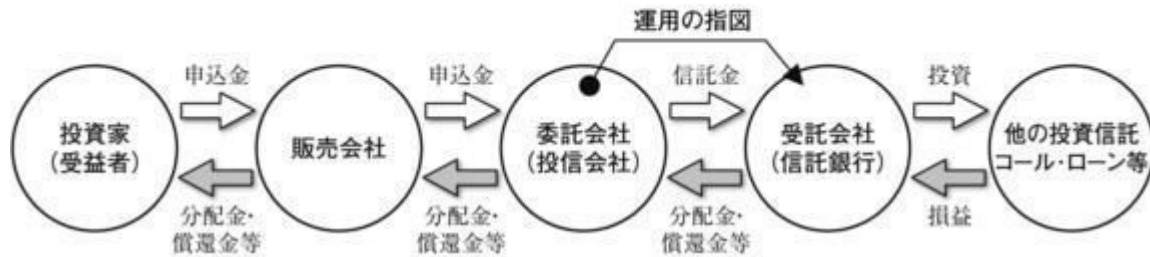 運用の指図
申込金
申込金
信託金
投資
投資家
(受益者)
販売会社
委託会社
(投信会社)
受託会社
(信託銀行)
他の投資信託
コール・ローン等
分配金・
償還金等
分配金・
償還金等
分配金・
償還金等
損益